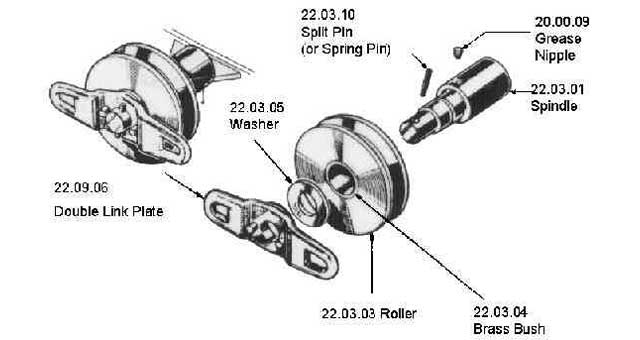 22.03.10
Split Pin
(or Spring Pin)
20.00.09
Grease
Nipple
22.03.01
Spindle
22.03.05
Washer
22.09.06
Double Link Plate
22.03.03 Roller
22.03.04
Brass Bush